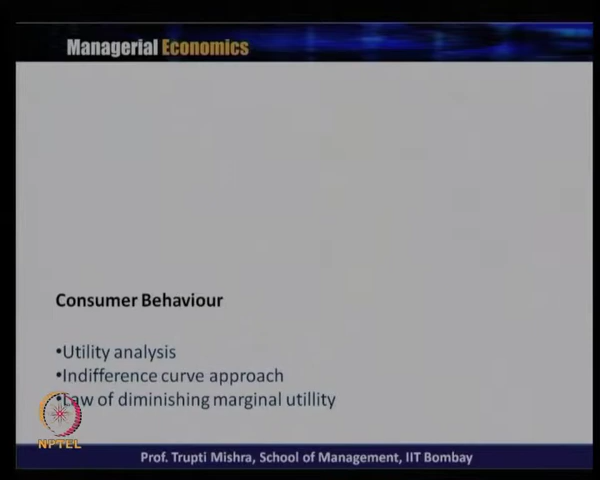 Managerial Economics
Consumer Behaviour
•Utility analysis
•Indifference curve approach
•Law of diminishing marginal utillity
NPTEL
Prof. Trupti Mishra, School of Management, IIT Bombay